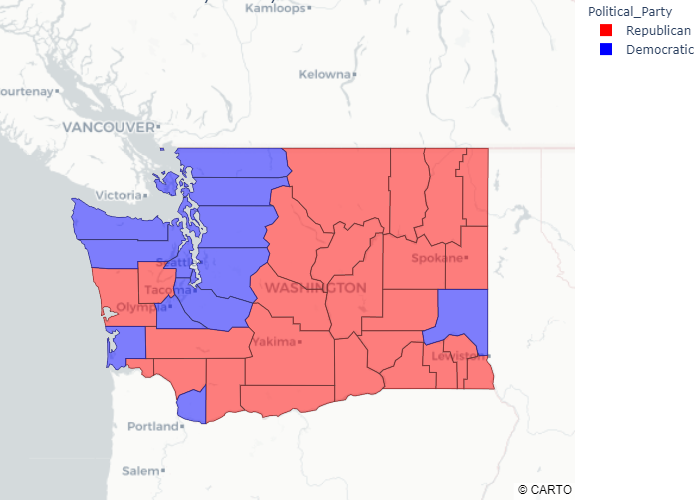 Kamloops
Political_Party
Republican
Democratic
Kelowna
ourtenay
VANCOUVER
Victoria
Seattle
Spokane
Tacoma
WASHINGTON
Olympia
Yakima
Lewiston
Portland
Salem
© CARTO